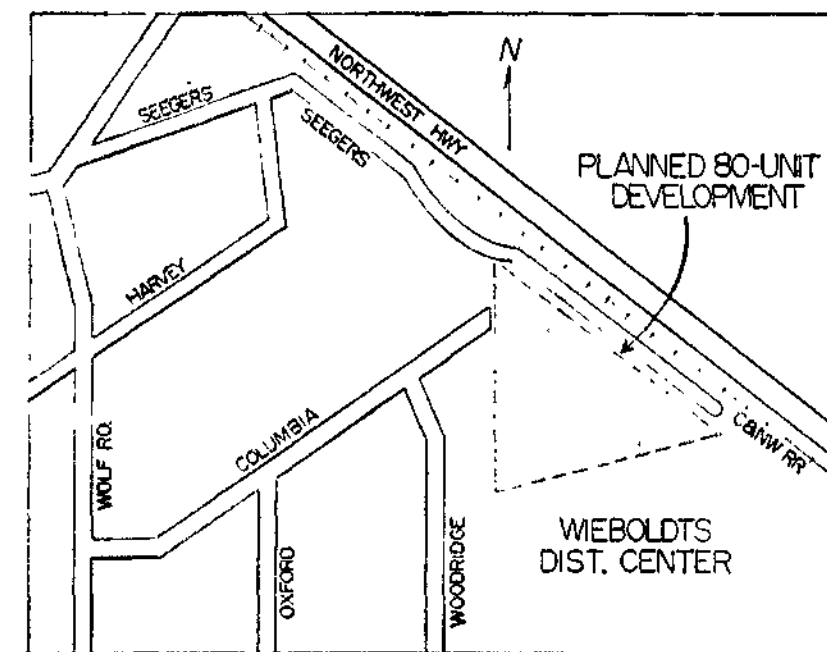 N
NORTHWEST HWY
SEEGERS
SEEGERS
PLANNED 80-UNIT
DEVELOPMENT
HARVEY
COLUMBIA
WOLF RD.
C&NW RR
OXFORD
WOODRIDGE
WIEBOLDTS
DIST. CENTER